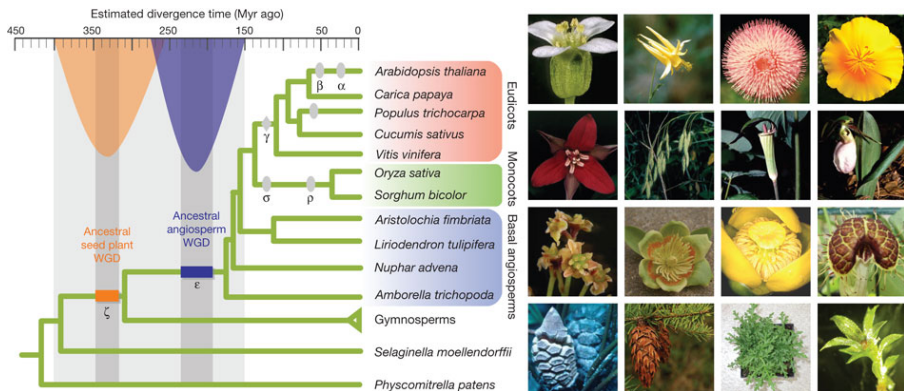 Estimated divergence time (Myr ago)
450 350 250 150 50 0
Arabidopsis thaliana
β α
Carica papaya
Populus trichocarpa
γ
Cucumis sativus
Vitis vinifera
Eudicots
Oryza sativa
σ ρ
Sorghum bicolor
Monocots
Ancestral
angiosperm
WGD
Ancestral
seed plant
WGD
Aristolochia fimbriata
Liriodendron tulipifera
Nuphar advena
ε
Amborella trichopoda
Basal angiosperms
ζ
Gymnosperms
Selaginella moellendorffii
Physcomitrella patens